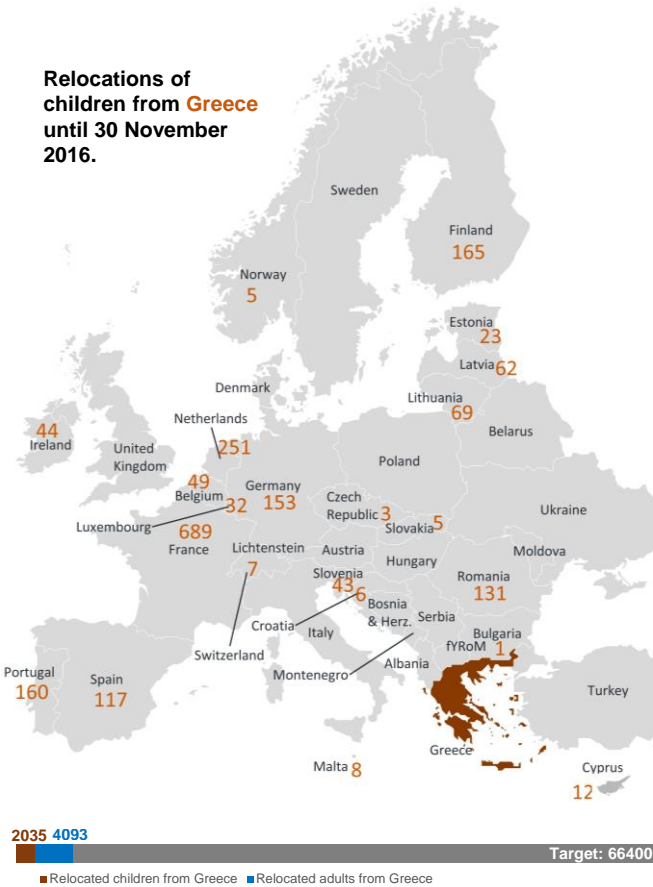 Relocations of
children from Greece
until 30 November
2016.
Sweden
Finland
165
Norway
5
Estonia
23
Latvia 62
Lithuania
69
Denmark
Netherlands
251
44
Ireland
United
Kingdom
Belarus
Poland
49
Belgium
Germany
153
32
Luxembourg
Czech
Republic 3
Slovakia 5
Ukraine
689
France
Lichtenstein
7
Austria
Hungary
Moldova
Slovenia
43
6
Romania
131
Croatia
Bosnia
& Herz.
Serbia
Switzerland
Italy
Bulgaria
1
fYRoM
Montenegro
Albania
Portugal
160
Spain
117
Turkey
Greece
Malta 8
Cyprus
12
2035 4093
Target: 66400
Relocated children from Greece Relocated adults from Greece